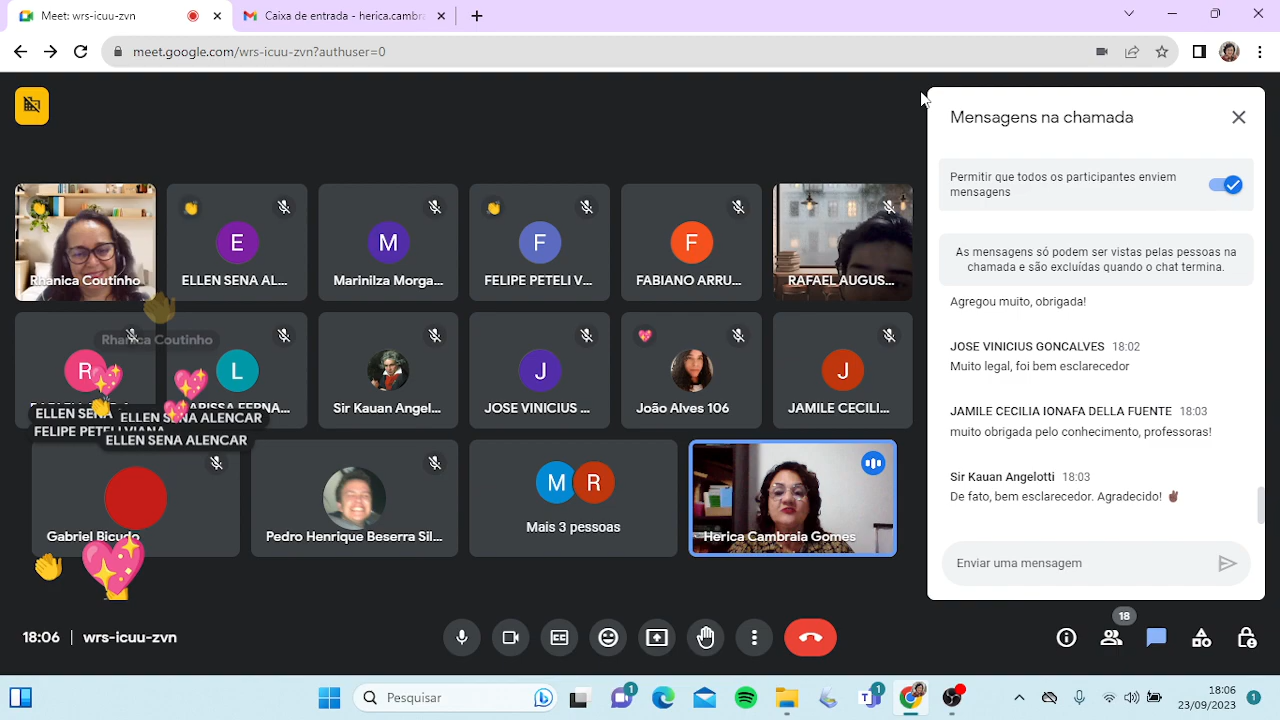 Meet: wrs-icuu-zvn
Caixa de entrada - herica.cambra
meet.google.com/wrs-icuu-zvn?authuser=0
Mensagens na chamada
Permitir que todos os participantes enviem
mensagens
As mensagens só podem ser vistas pelas pessoas na
chamada e são excluídas quando o chat termina.
Agregou muito, obrigada!
JOSE VINICIUS GONCALVES 18:02
Muito legal, foi bem esclarecedor
JAMILE CECILIA IONAFA DELLA FUENTE 18:03
muito obrigada pelo conhecimento, professoras!
Sir Kauan Angelotti 18:03
De fato, bem esclarecedor. Agradecido!
Enviar uma mensagem
E
M
F
F
Rhanica Coutinho
ELLEN SENA AL...
Marinilza Morga...
FELIPE PETELI V...
FABIANO ARRU...
RAFAEL AUGUS...
Rhanica Coutinho
R
L
J
J
Sir Kauan Angel...
JOSE VINICIUS ...
João Alves 106
JAMILE CECILI...
ELLEN SENA ALENCAR
FELIPE PETELI VIANA
ELLEN SENA ALENCAR
M
R
Gabriel Bicudo
Pedro Henrique Beserra Sil...
Mais 3 pessoas
Herica Cambraia Gomes
18:06 | wrs-icuu-zvn
18
Pesquisar
1
1
18:06
23/09/2023
1